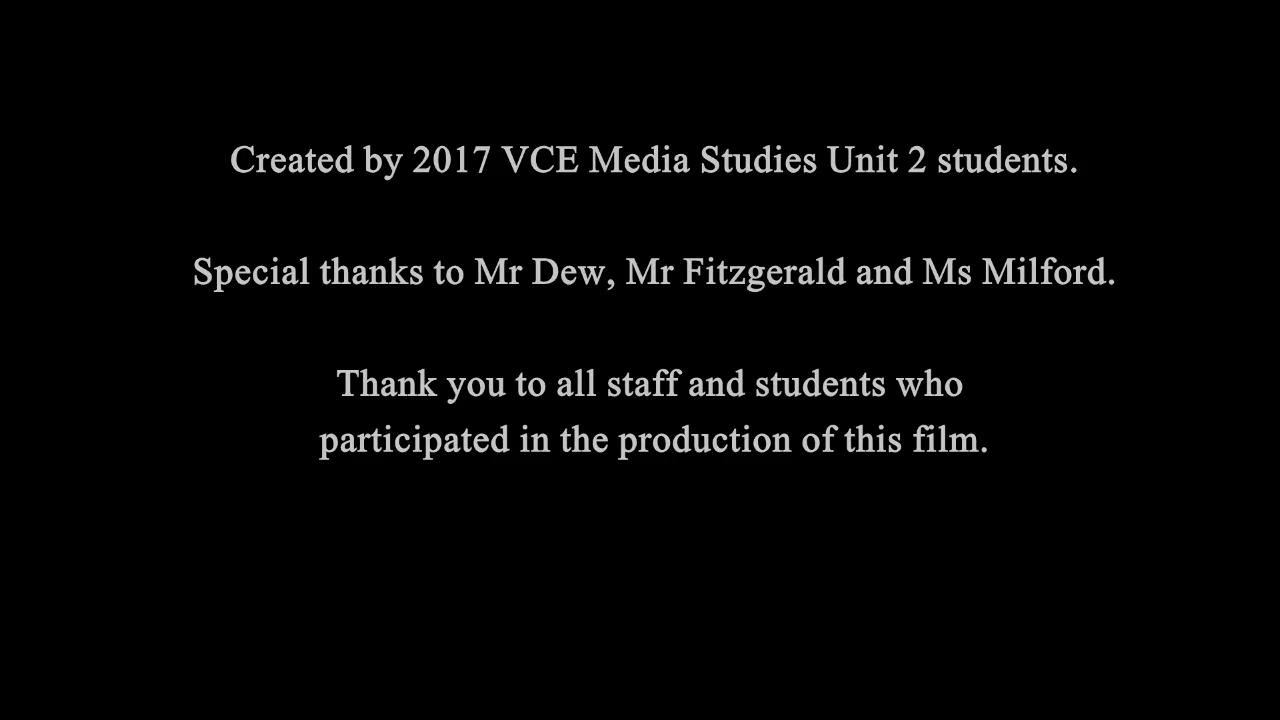 Created by 2017 VCE Media Studies Unit 2 students.
Special thanks to Mr Dew, Mr Fitzgerald and Ms Milford.
Thank you to all staff and students who
participated in the production of this film.